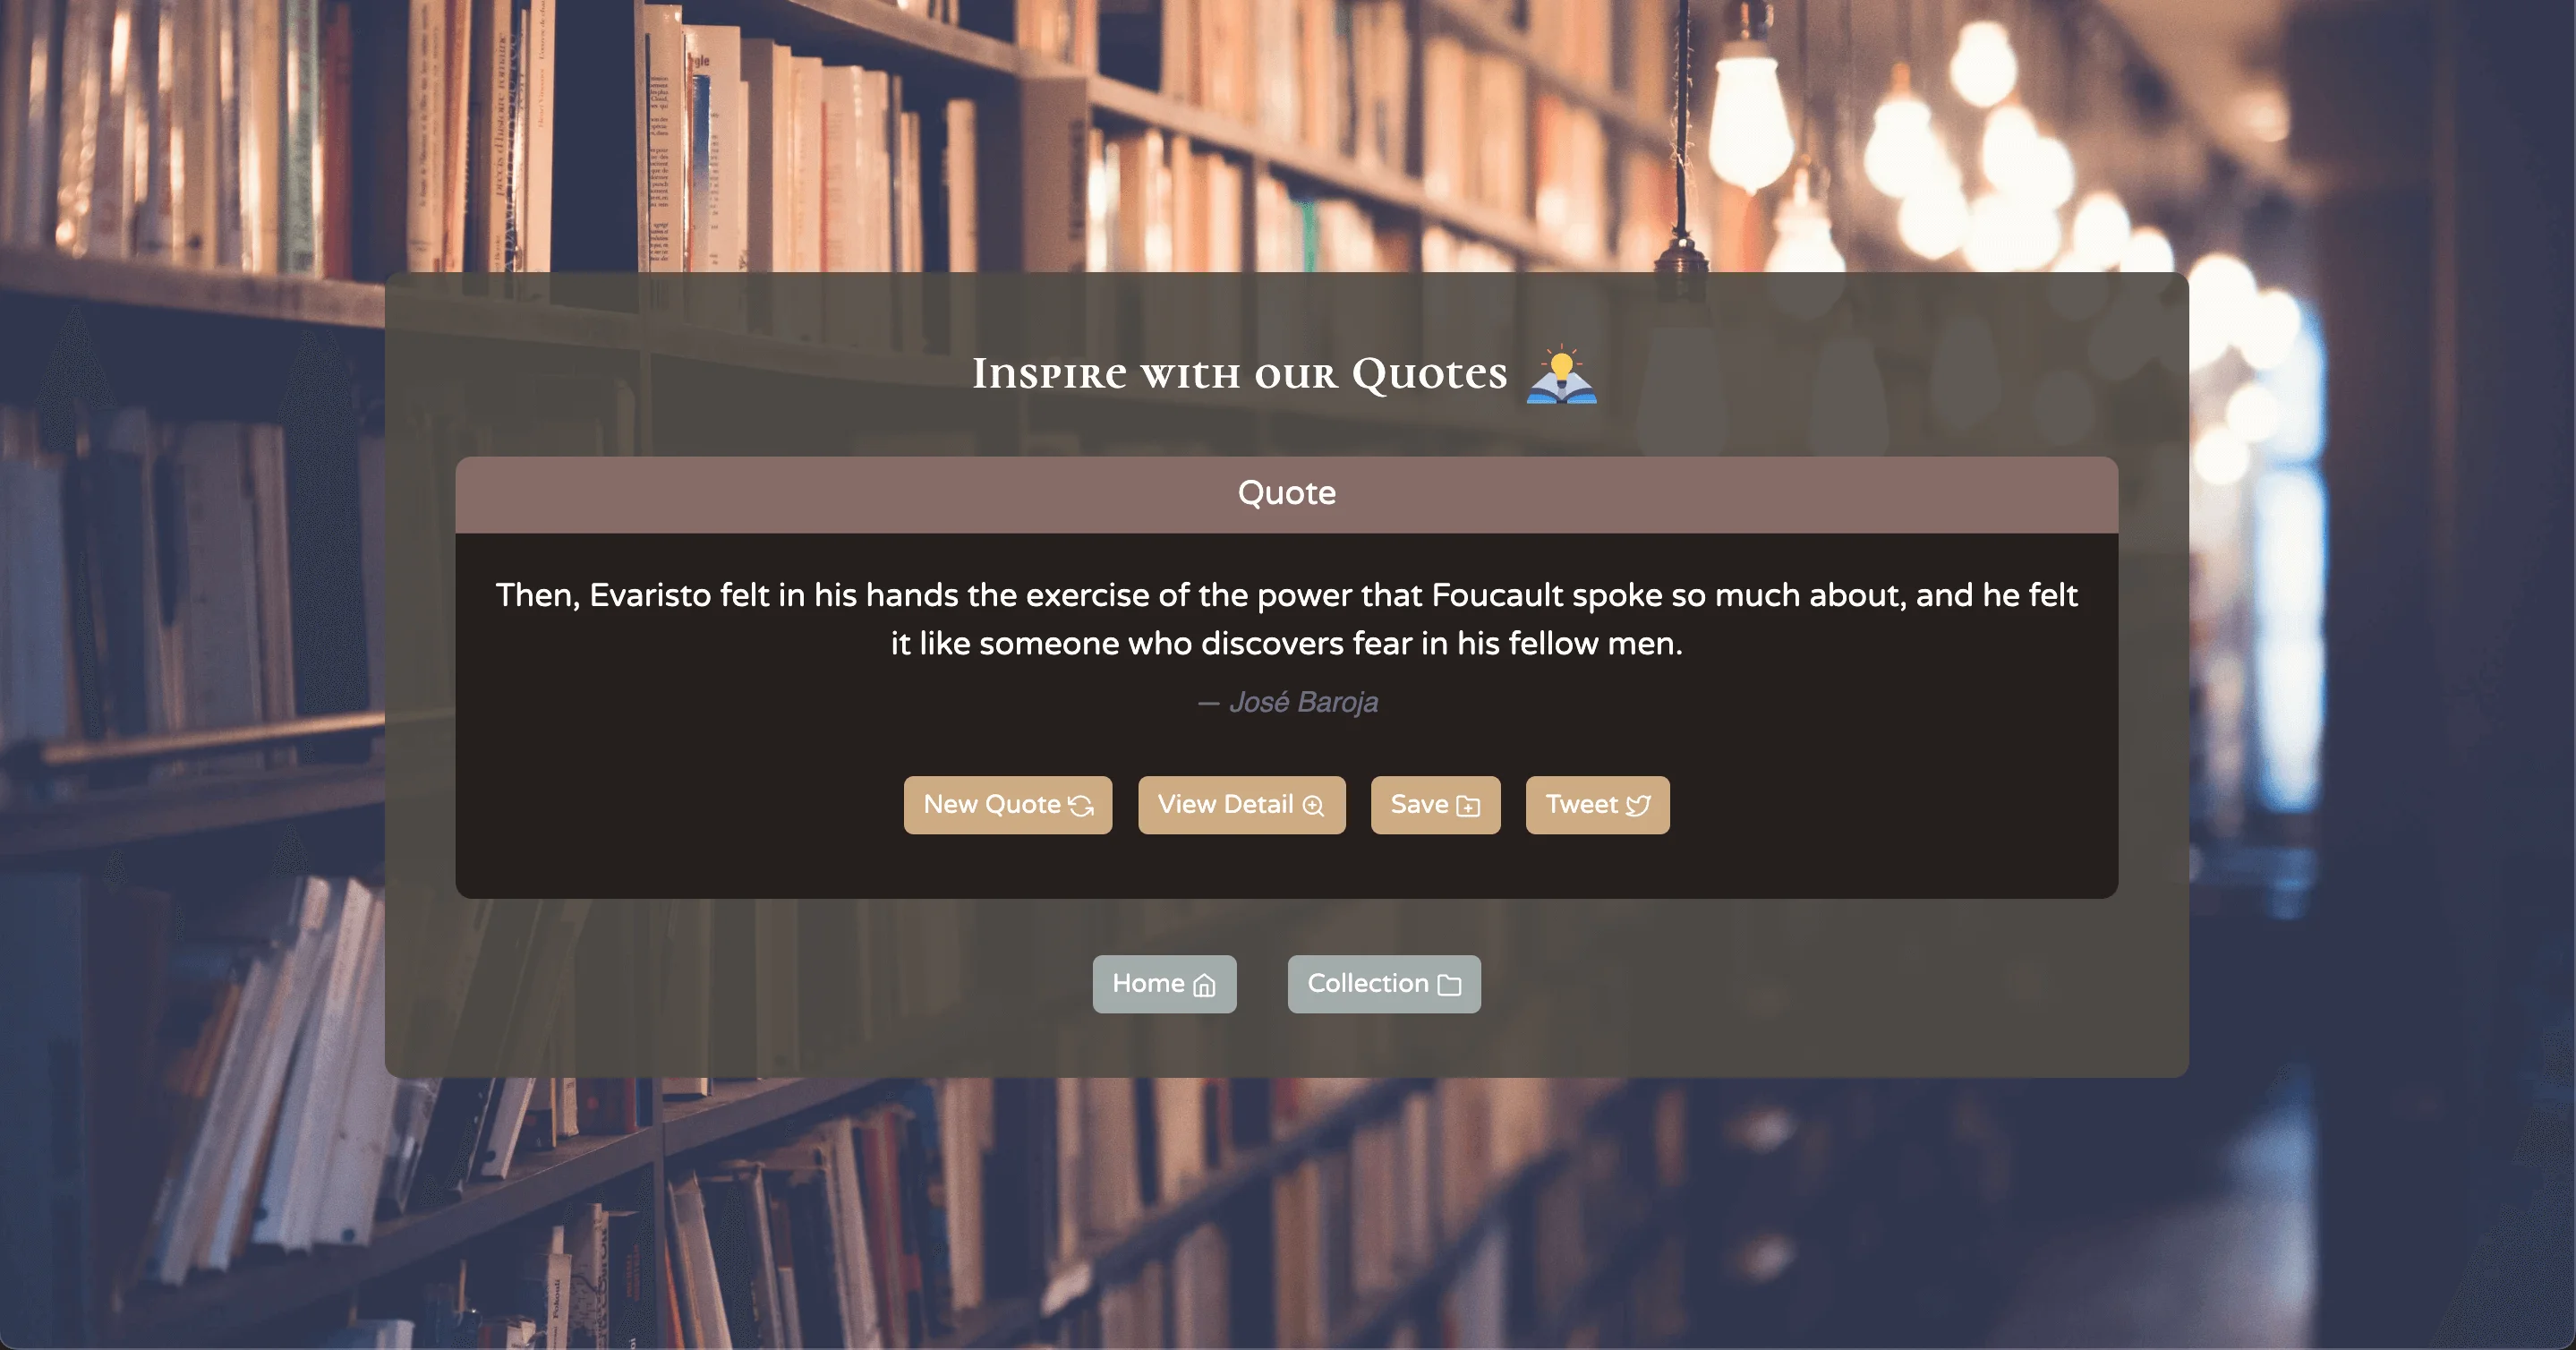 Inspire with our Quotes
Quote
Then, Evaristo felt in his hands the exercise of the power that Foucault spoke so much about, and he felt
it like someone who discovers fear in his fellow men.
— José Baroja
New Quote
View Detail
Save
Tweet
Home
Collection